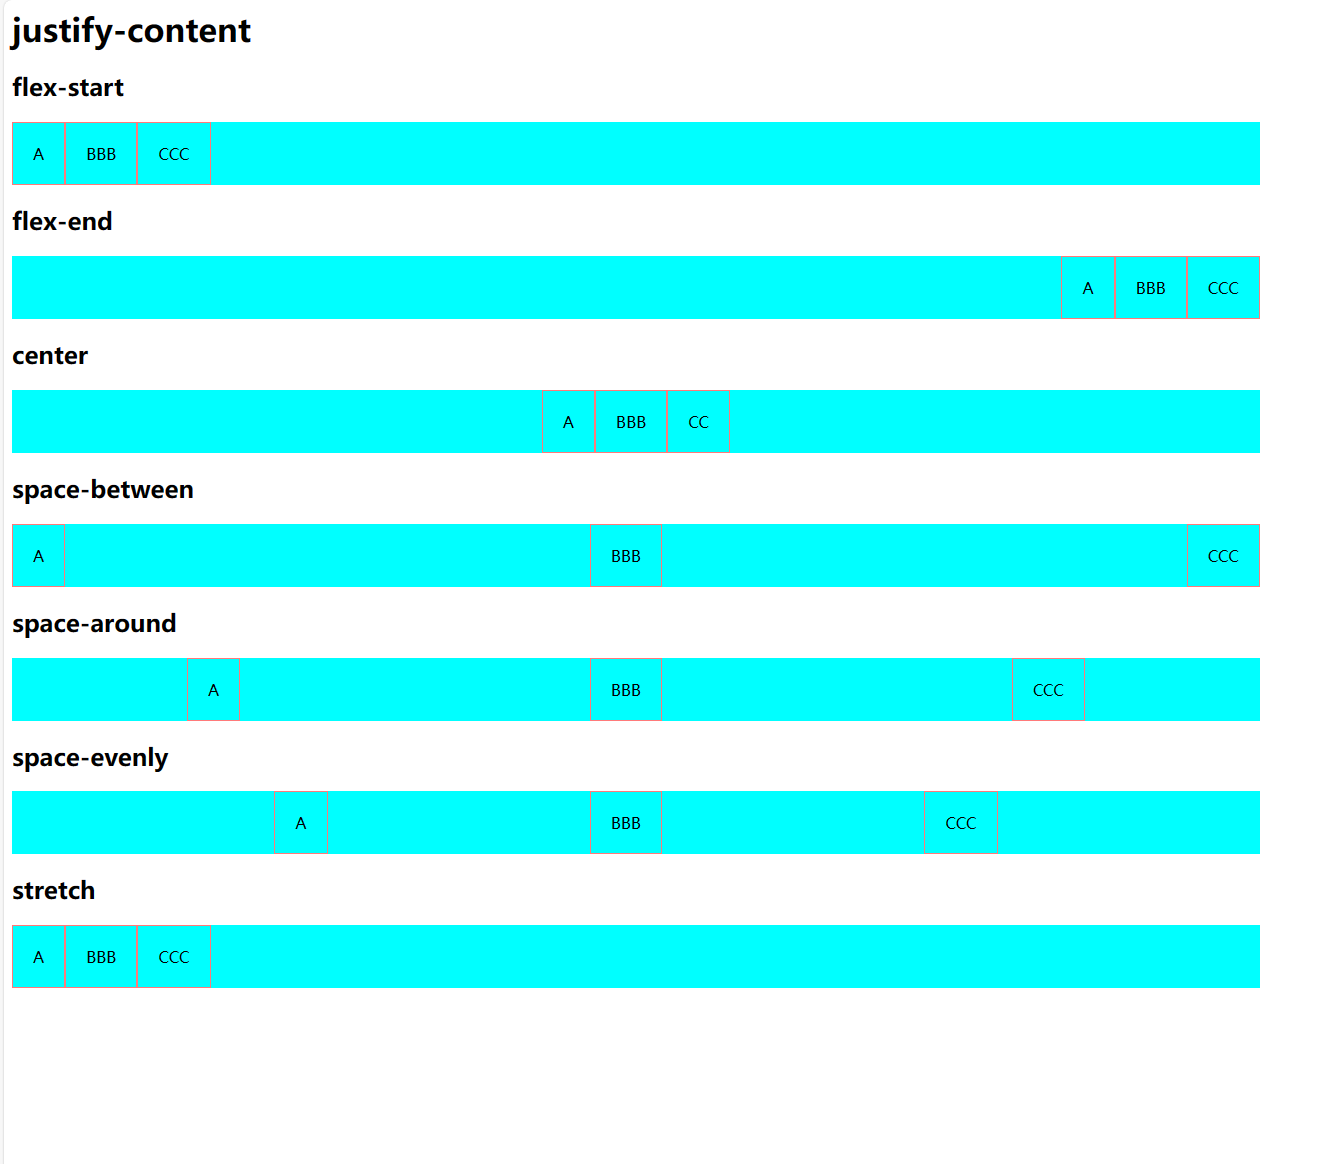 justify-content
flex-start
A BBB CCC
flex-end
A BBB CCC
center
A BBB CC
space-between
A BBB CCC
space-around
A BBB CCC
space-evenly
A BBB CCC
stretch
A BBB CCC